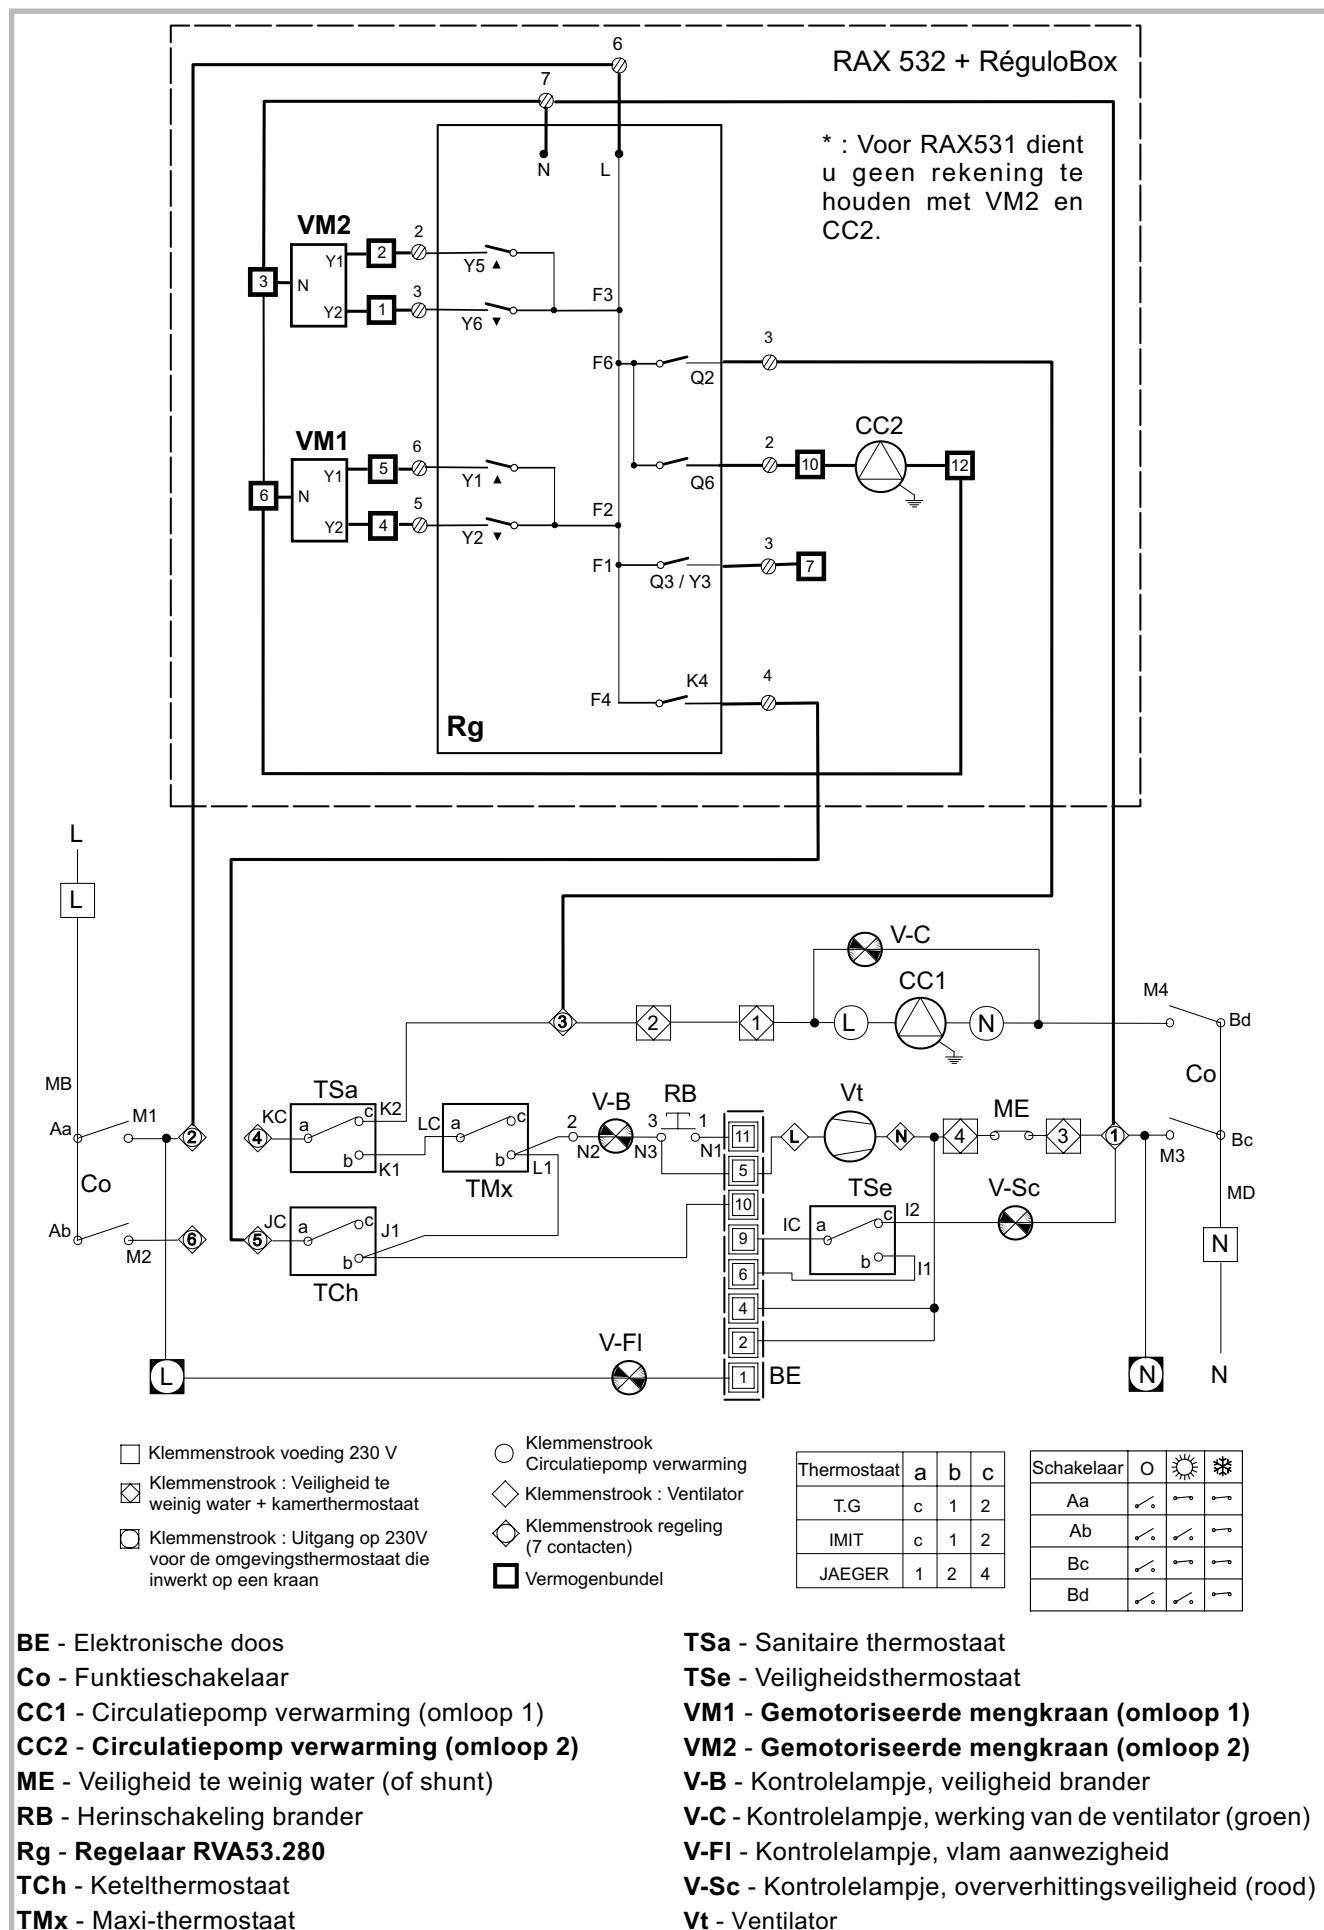 6
RAX 532 + RéguloBox
7
* : Voor RAX531 dient
u geen rekening te
houden met VM2 en
CC2.
N
L
VM2
2
Y1
2
Y5 ▲
3
N
3
F3
Y2
1
Y6 ▼
3
F6
Q2
CC2
VM1
6
2
Y1
5
Y1 ▲
10
12
Q6
6
N
5
F2
Y2
4
Y2 ▼
3
F1
7
Q3 / Y3
K4
4
F4
Rg
L
L
V-C
CC1
M4
3
2
1
L
N
Bd
MB
TSa
Co
K2
V-B
RB
Vt
ME
M1
KC
a
c
LC
a
c
2
3
1
Aa
2
4
N2
N3
N1
11
L
N
4
3
1
M3
Bc
b
K1
b
L1
5
Co
TMx
TSe
V-Sc
MD
10
I2
JC
a
c
J1
IC
a
c
Ab
6
5
9
N
M2
b
b
I1
6
TCh
4
V-Fl
2
L
1
BE
N
N
Klemmenstrook voeding 230 V
Klemmenstrook : Veiligheid te
weinig water + kamerthermostaat
Klemmenstrook : Uitgang op 230V
voor de omgevingsthermostaat die
inwerkt op een kraan
Klemmenstrook
Circulatiepomp verwarming
Klemmenstrook : Ventilator
Klemmenstrook regeling
(7 contacten)
Vermogenbundel
Thermostaat a b c
T.G c 1 2
IMIT c 1 2
JAEGER 1 2 4
Schakelaar O
Aa
Ab
Bc
Bd
BE - Elektronische doos
Co - Funktieschakelaar
CC1 - Circulatiepomp verwarming (omloop 1)
CC2 - Circulatiepomp verwarming (omloop 2)
ME - Veiligheid te weinig water (of shunt)
RB - Herinschakeling brander
Rg - Regelaar RVA53.280
TCh - Ketelthermostaat
TMx - Maxi-thermostaat
TSa - Sanitaire thermostaat
TSe - Veiligheidsthermostaat
VM1 - Gemotoriseerde mengkraan (omloop 1)
VM2 - Gemotoriseerde mengkraan (omloop 2)
V-B - Kontrolelampje, veiligheid brander
V-C - Kontrolelampje, werking van de ventilator (groen)
V-Fl - Kontrolelampje, vlam aanwezigheid
V-Sc - Kontrolelampje, oververhittingsveiligheid (rood)
Vt - Ventilator